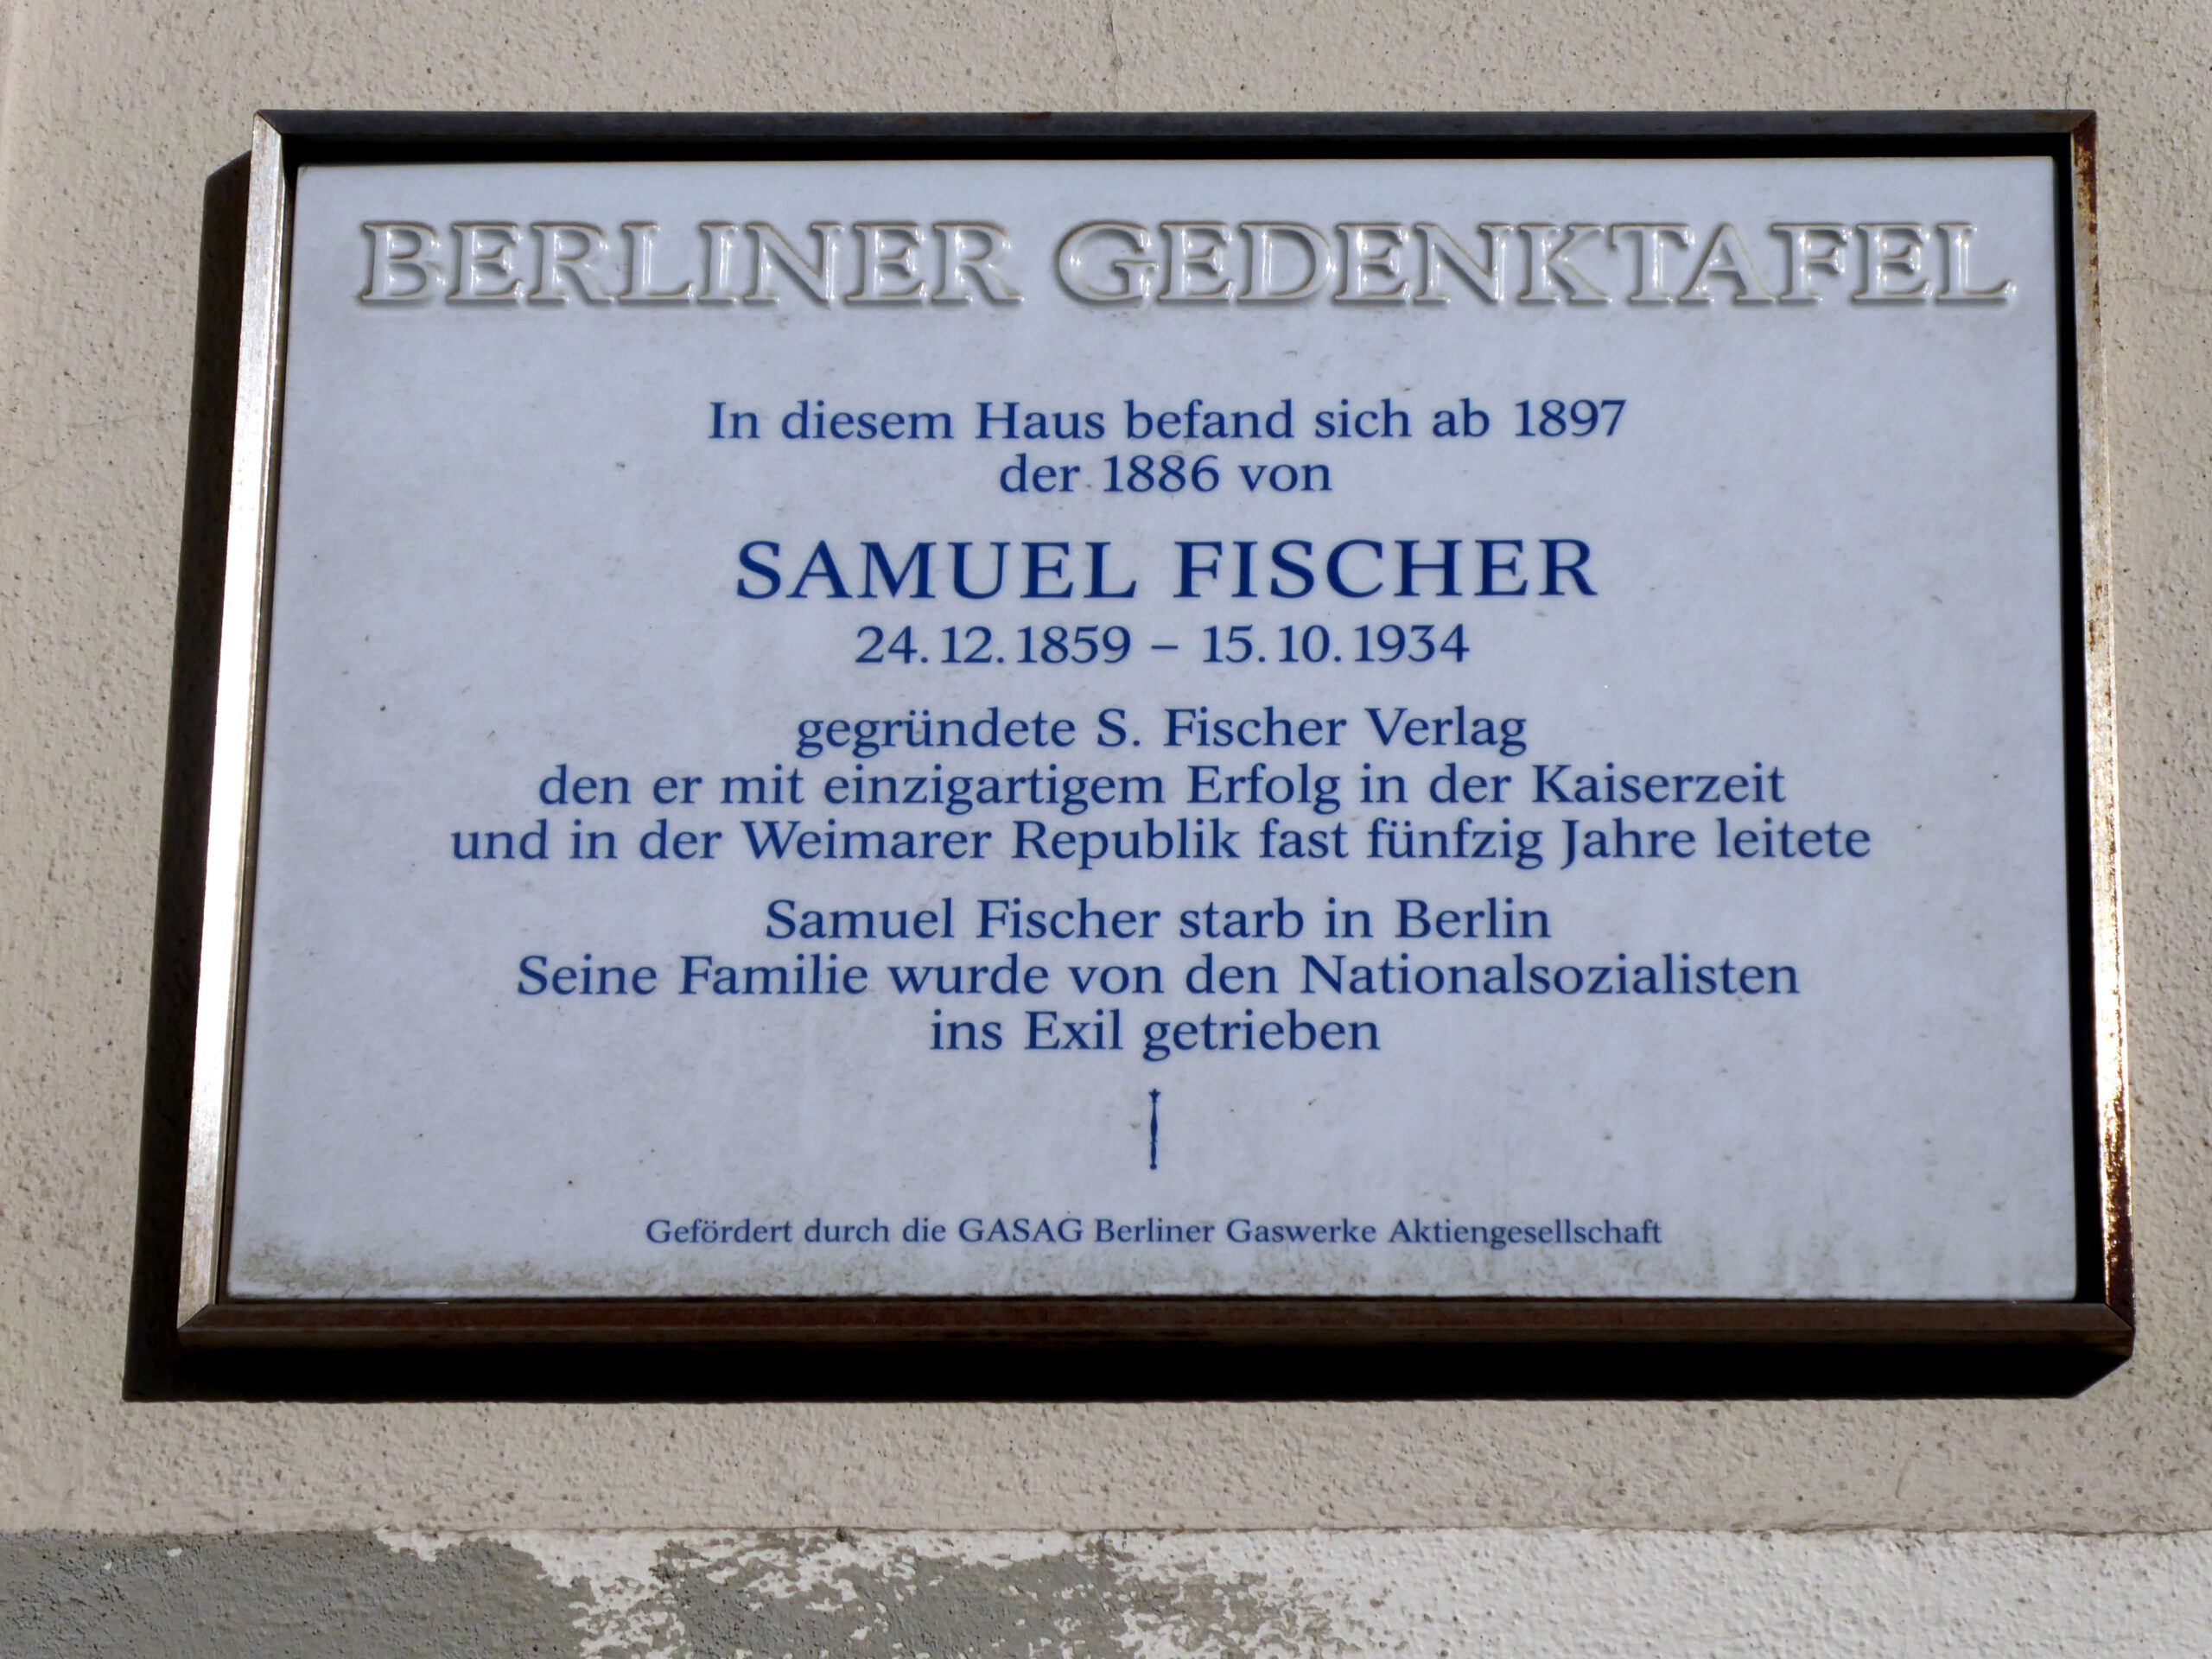 BERLINER GEDENKTAFEL
In diesem Haus befand sich ab 1897
der 1886 von
SAMUEL FISCHER
24.12.1859 – 15.10.1934
gegründete S. Fischer Verlag
den er mit einzigartigem Erfolg in der Kaiserzeit
und in der Weimarer Republik fast fünfzig Jahre leitete
Samuel Fischer starb in Berlin
Seine Familie wurde von den Nationalsozialisten
ins Exil getrieben
Gefördert durch die GASAG Berliner Gaswerke Aktiengesellschaft